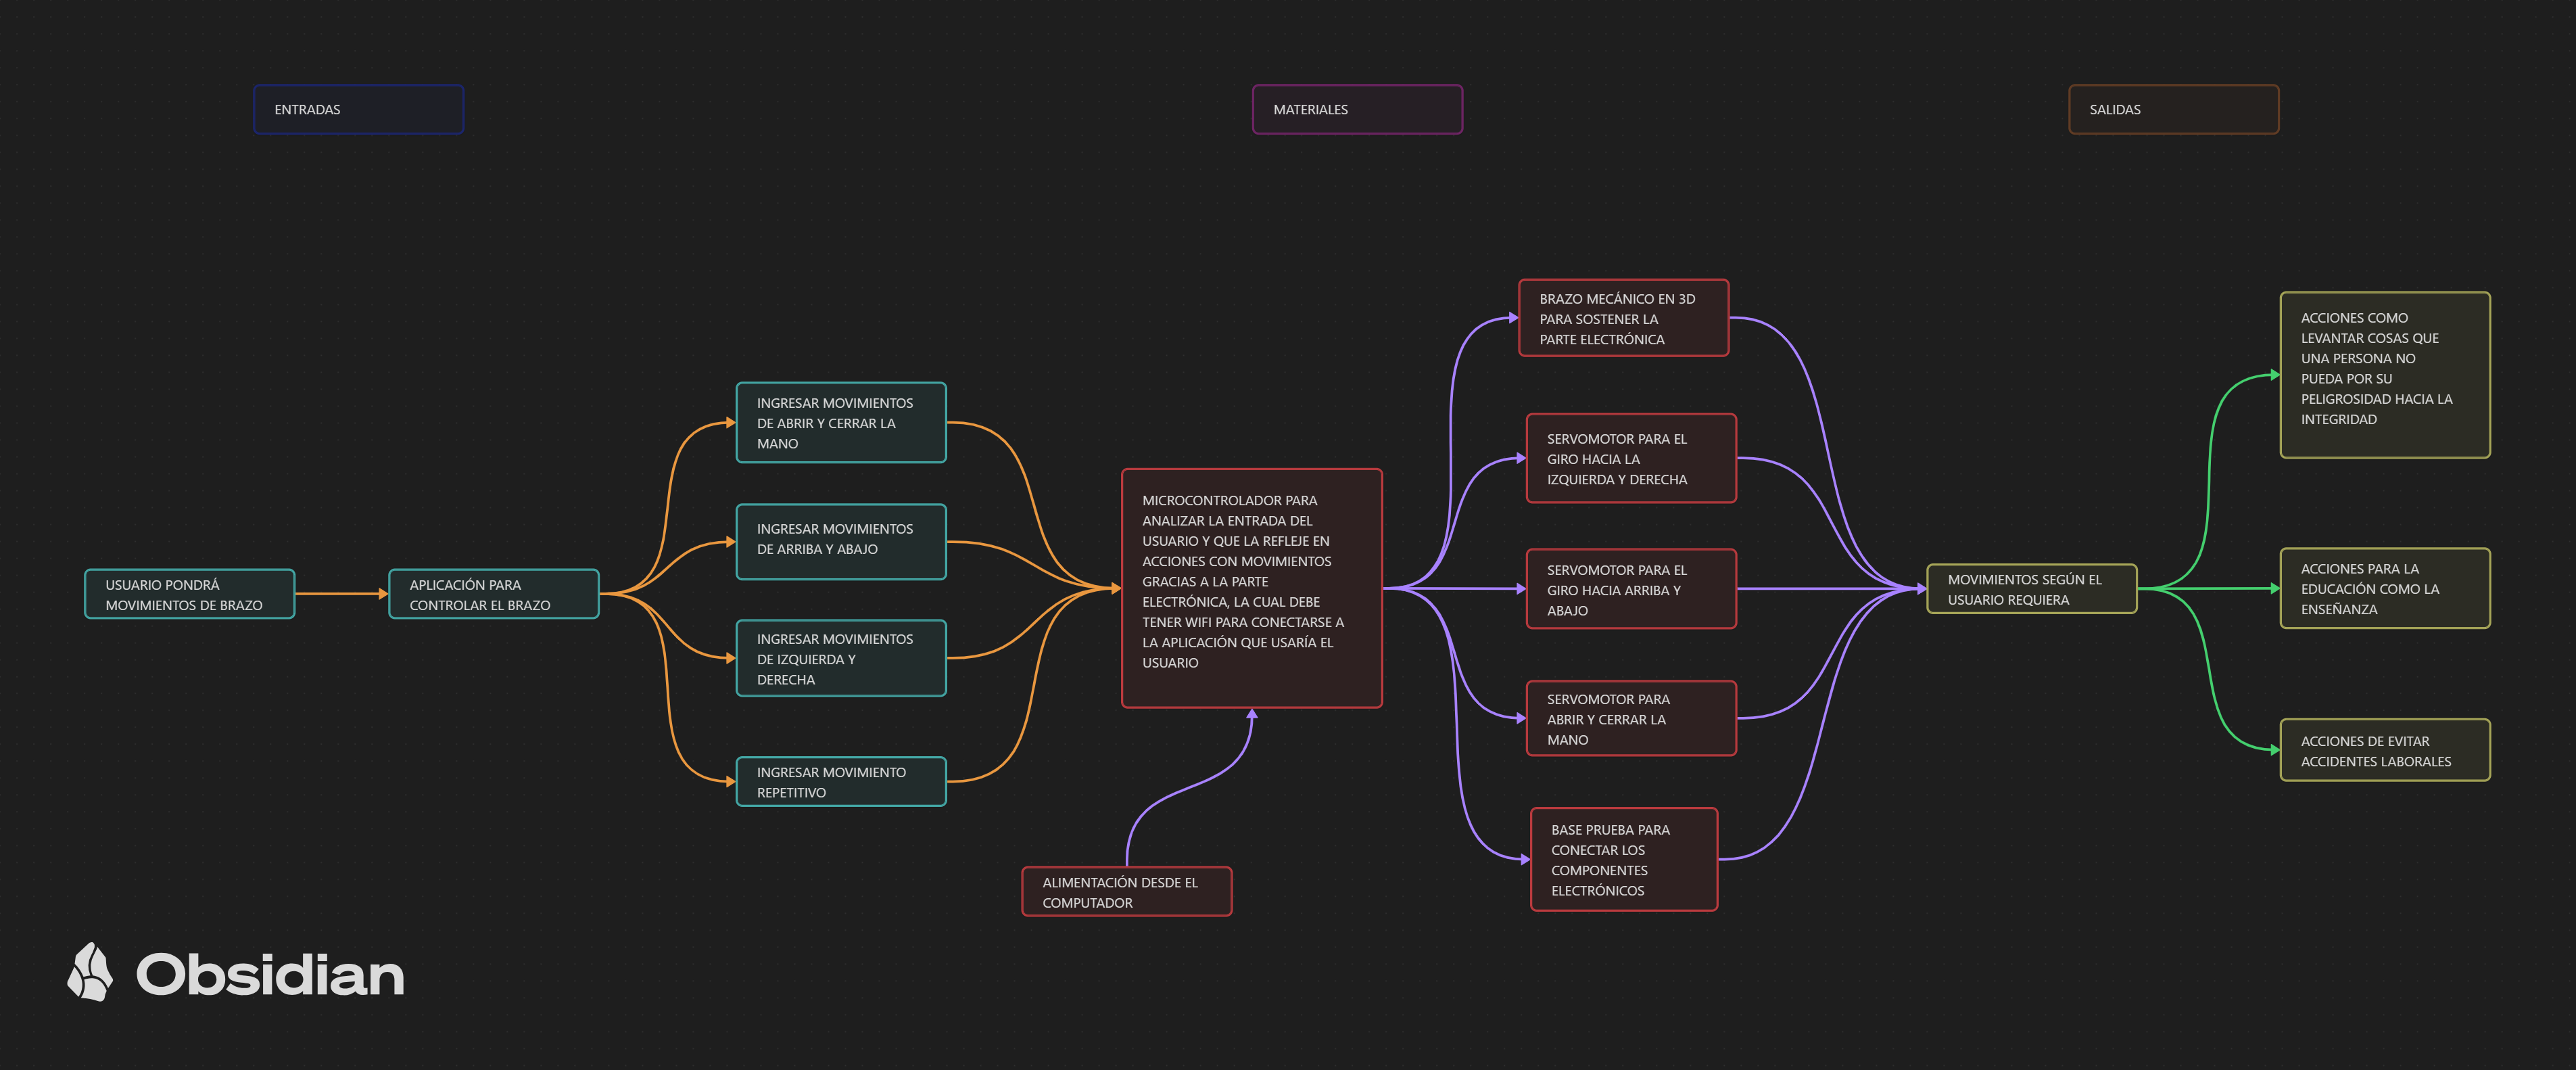 ENTRADAS
MATERIALES
SALIDAS
USUARIO PONDRÁ
MOVIMIENTOS DE BRAZO
APLICACIÓN PARA
CONTROLAR EL BRAZO
INGRESAR MOVIMIENTOS
DE ABRIR Y CERRAR LA
MANO
INGRESAR MOVIMIENTOS
DE ARRIBA Y ABAJO
INGRESAR MOVIMIENTOS
DE IZQUIERDA Y
DERECHA
INGRESAR MOVIMIENTO
REPETITIVO
MICROCONTROLADOR PARA
ANALIZAR LA ENTRADA DEL
USUARIO Y QUE LA REFLEJE EN
ACCIONES CON MOVIMIENTOS
GRACIAS A LA PARTE
ELECTRÓNICA, LA CUAL DEBE
TENER WIFI PARA CONECTARSE A
LA APLICACIÓN QUE USARÍA EL
USUARIO
ALIMENTACIÓN DESDE EL
COMPUTADOR
BRAZO MECÁNICO EN 3D
PARA SOSTENER LA
PARTE ELECTRÓNICA
SERVOMOTOR PARA EL
GIRO HACIA LA
IZQUIERDA Y DERECHA
SERVOMOTOR PARA EL
GIRO HACIA ARRIBA Y
ABAJO
SERVOMOTOR PARA
ABRIR Y CERRAR LA
MANO
BASE PRUEBA PARA
CONECTAR LOS
COMPONENTES
ELECTRÓNICOS
MOVIMIENTOS SEGÚN EL
USUARIO REQUIERA
ACCIONES COMO
LEVANTAR COSAS QUE
UNA PERSONA NO
PUEDA POR SU
PELIGROSIDAD HACIA LA
INTEGRIDAD
ACCIONES PARA LA
EDUCACIÓN COMO LA
ENSEÑANZA
ACCIONES DE EVITAR
ACCIDENTES LABORALES
Obsidian